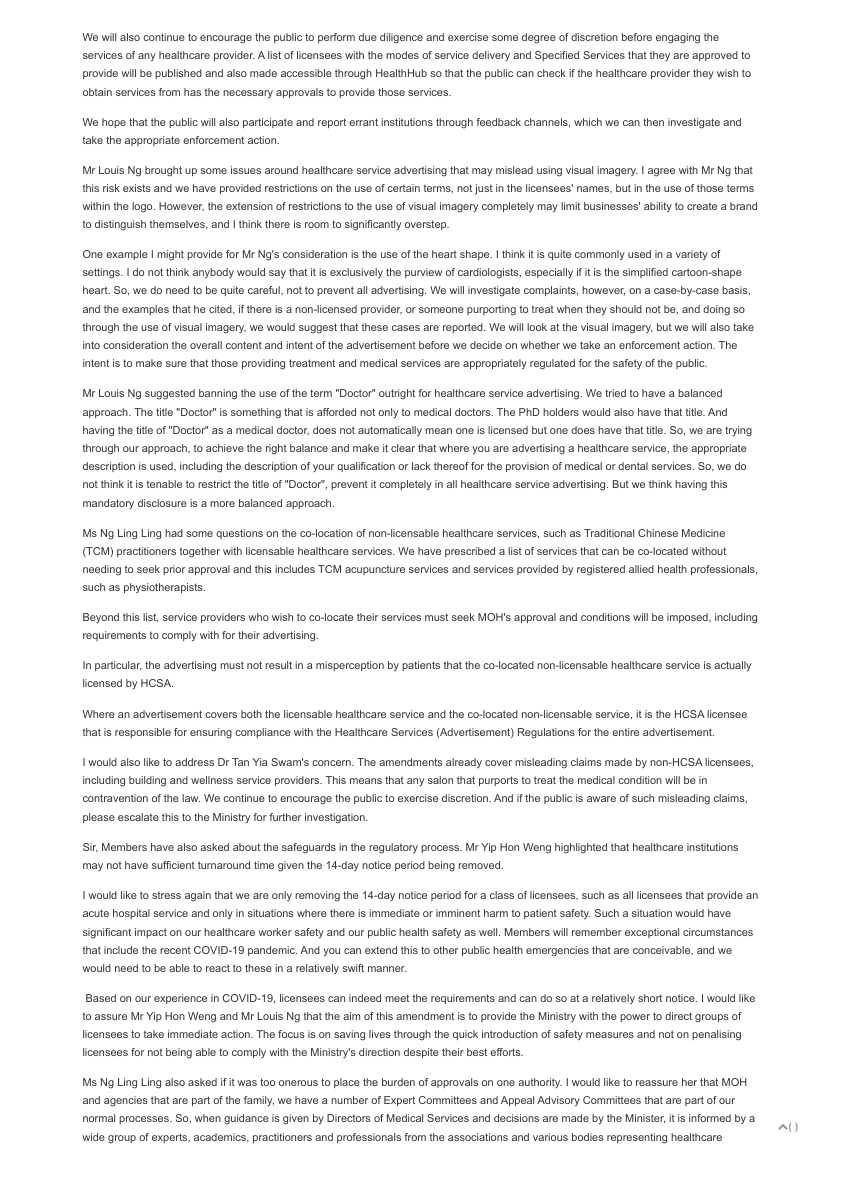 We will also continue to encourage the public to perform due diligence and exercise some degree of discretion before engaging the
services of any healthcare provider. A list of licensees with the modes of service delivery and Specified Services that they are approved to
provide will be published and also made accessible through HealthHub so that the public can check if the healthcare provider they wish to
obtain services from has the necessary approvals to provide those services.
We hope that the public will also participate and report errant institutions through feedback channels, which we can then investigate and
take the appropriate enforcement action.
Mr Louis Ng brought up some issues around healthcare service advertising that may mislead using visual imagery. I agree with Mr Ng that
this risk exists and we have provided restrictions on the use of certain terms, not just in the licensees' names, but in the use of those terms
within the logo. However, the extension of restrictions to the use of visual imagery completely may limit businesses' ability to create a brand
to distinguish themselves, and I think there is room to significantly overstep.
One example I might provide for Mr Ng's consideration is the use of the heart shape. I think it is quite commonly used in a variety of
settings. I do not think anybody would say that it is exclusively the purview of cardiologists, especially if it is the simplified cartoon-shape
heart. So, we do need to be quite careful, not to prevent all advertising. We will investigate complaints, however, on a case-by-case basis,
and the examples that he cited, if there is a non-licensed provider, or someone purporting to treat when they should not be, and doing so
through the use of visual imagery, we would suggest that these cases are reported. We will look at the visual imagery, but we will also take
into consideration the overall content and intent of the advertisement before we decide on whether we take an enforcement action. The
intent is to make sure that those providing treatment and medical services are appropriately regulated for the safety of the public.
Mr Louis Ng suggested banning the use of the term "Doctor" outright for healthcare service advertising. We tried to have a balanced
approach. The title "Doctor" is something that is afforded not only to medical doctors. The PhD holders would also have that title. And
having the title of "Doctor" as a medical doctor, does not automatically mean one is licensed but one does have that title. So, we are trying
through our approach, to achieve the right balance and make it clear that where you are advertising a healthcare service, the appropriate
description is used, including the description of your qualification or lack thereof for the provision of medical or dental services. So, we do
not think it is tenable to restrict the title of "Doctor", prevent it completely in all healthcare service advertising. But we think having this
mandatory disclosure is a more balanced approach.
Ms Ng Ling Ling had some questions on the co-location of non-licensable healthcare services, such as Traditional Chinese Medicine
(TCM) practitioners together with licensable healthcare services. We have prescribed a list of services that can be co-located without
needing to seek prior approval and this includes TCM acupuncture services and services provided by registered allied health professionals,
such as physiotherapists.
Beyond this list, service providers who wish to co-locate their services must seek MOH's approval and conditions will be imposed, including
requirements to comply with for their advertising.
In particular, the advertising must not result in a misperception by patients that the co-located non-licensable healthcare service is actually
licensed by HCSA.
Where an advertisement covers both the licensable healthcare service and the co-located non-licensable service, it is the HCSA licensee
that is responsible for ensuring compliance with the Healthcare Services (Advertisement) Regulations for the entire advertisement.
I would also like to address Dr Tan Yia Swam's concern. The amendments already cover misleading claims made by non-HCSA licensees,
including building and wellness service providers. This means that any salon that purports to treat the medical condition will be in
contravention of the law. We continue to encourage the public to exercise discretion. And if the public is aware of such misleading claims,
please escalate this to the Ministry for further investigation.
Sir, Members have also asked about the safeguards in the regulatory process. Mr Yip Hon Weng highlighted that healthcare institutions
may not have sufficient turnaround time given the 14-day notice period being removed.
I would like to stress again that we are only removing the 14-day notice period for a class of licensees, such as all licensees that provide an
acute hospital service and only in situations where there is immediate or imminent harm to patient safety. Such a situation would have
significant impact on our healthcare worker safety and our public health safety as well. Members will remember exceptional circumstances
that include the recent COVID-19 pandemic. And you can extend this to other public health emergencies that are conceivable, and we
would need to be able to react to these in a relatively swift manner.
Based on our experience in COVID-19, licensees can indeed meet the requirements and can do so at a relatively short notice. I would like
to assure Mr Yip Hon Weng and Mr Louis Ng that the aim of this amendment is to provide the Ministry with the power to direct groups of
licensees to take immediate action. The focus is on saving lives through the quick introduction of safety measures and not on penalising
licensees for not being able to comply with the Ministry's direction despite their best efforts.
Ms Ng Ling Ling also asked if it was too onerous to place the burden of approvals on one authority. I would like to reassure her that MOH
and agencies that are part of the family, we have a number of Expert Committees and Appeal Advisory Committees that are part of our
normal processes. So, when guidance is given by Directors of Medical Services and decisions are made by the Minister, it is informed by a
wide group of experts, academics, practitioners and professionals from the associations and various bodies representing healthcare
( )